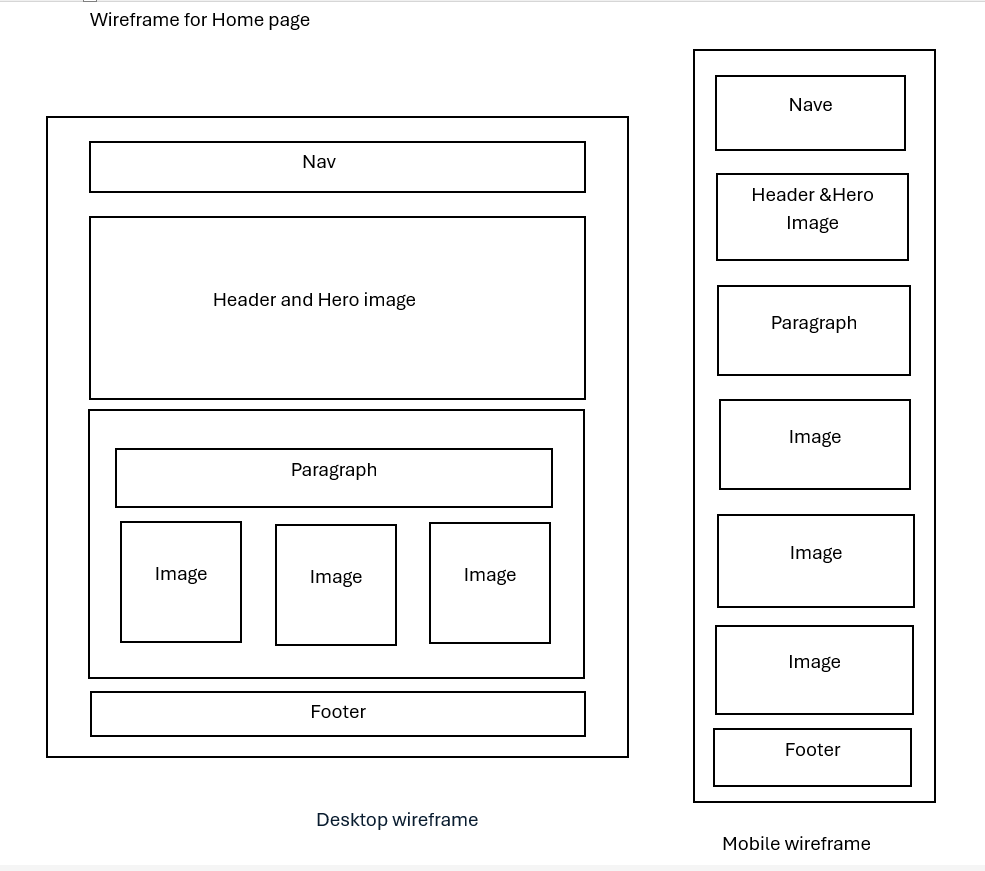 Wireframe for Home page
Nav
Header and Hero image
Paragraph
Image
Image
Image
Footer
Desktop wireframe
Nave
Header &Hero
Image
Paragraph
Image
Image
Image
Footer
Mobile wireframe